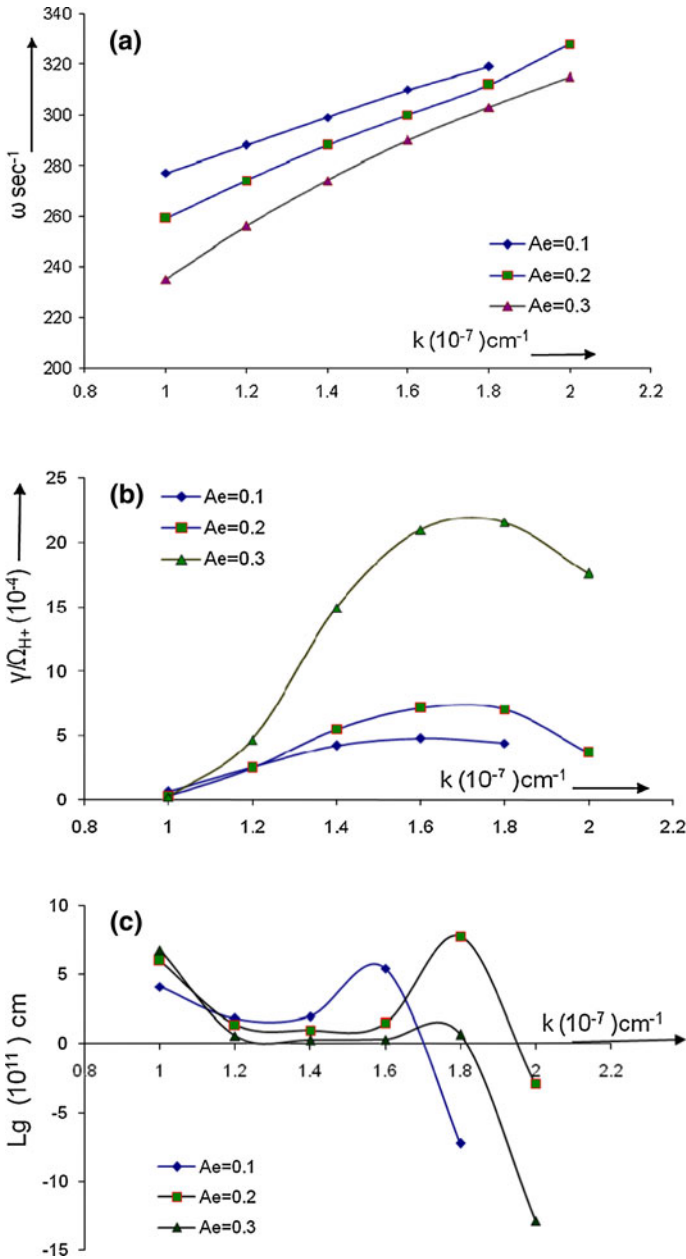 (a)
ω sec⁻¹
340
320
300
280
260
240
220
200
Ae=0.1
Ae=0.2
Ae=0.3
k (10⁻⁷)cm⁻¹
0.8 1 1.2 1.4 1.6 1.8 2 2.2
(b)
γ/Ω_H+ (10⁻⁴)
25
20
15
10
5
0
Ae=0.1
Ae=0.2
Ae=0.3
k (10⁻⁷)cm⁻¹
0.8 1 1.2 1.4 1.6 1.8 2 2.2
(c)
Lg (10¹¹) cm
10
5
0
-5
-10
-15
k (10⁻⁷)cm⁻¹
0.8 1 1.2 1.4 1.6 1.8 2 2.2
Ae=0.1
Ae=0.2
Ae=0.3